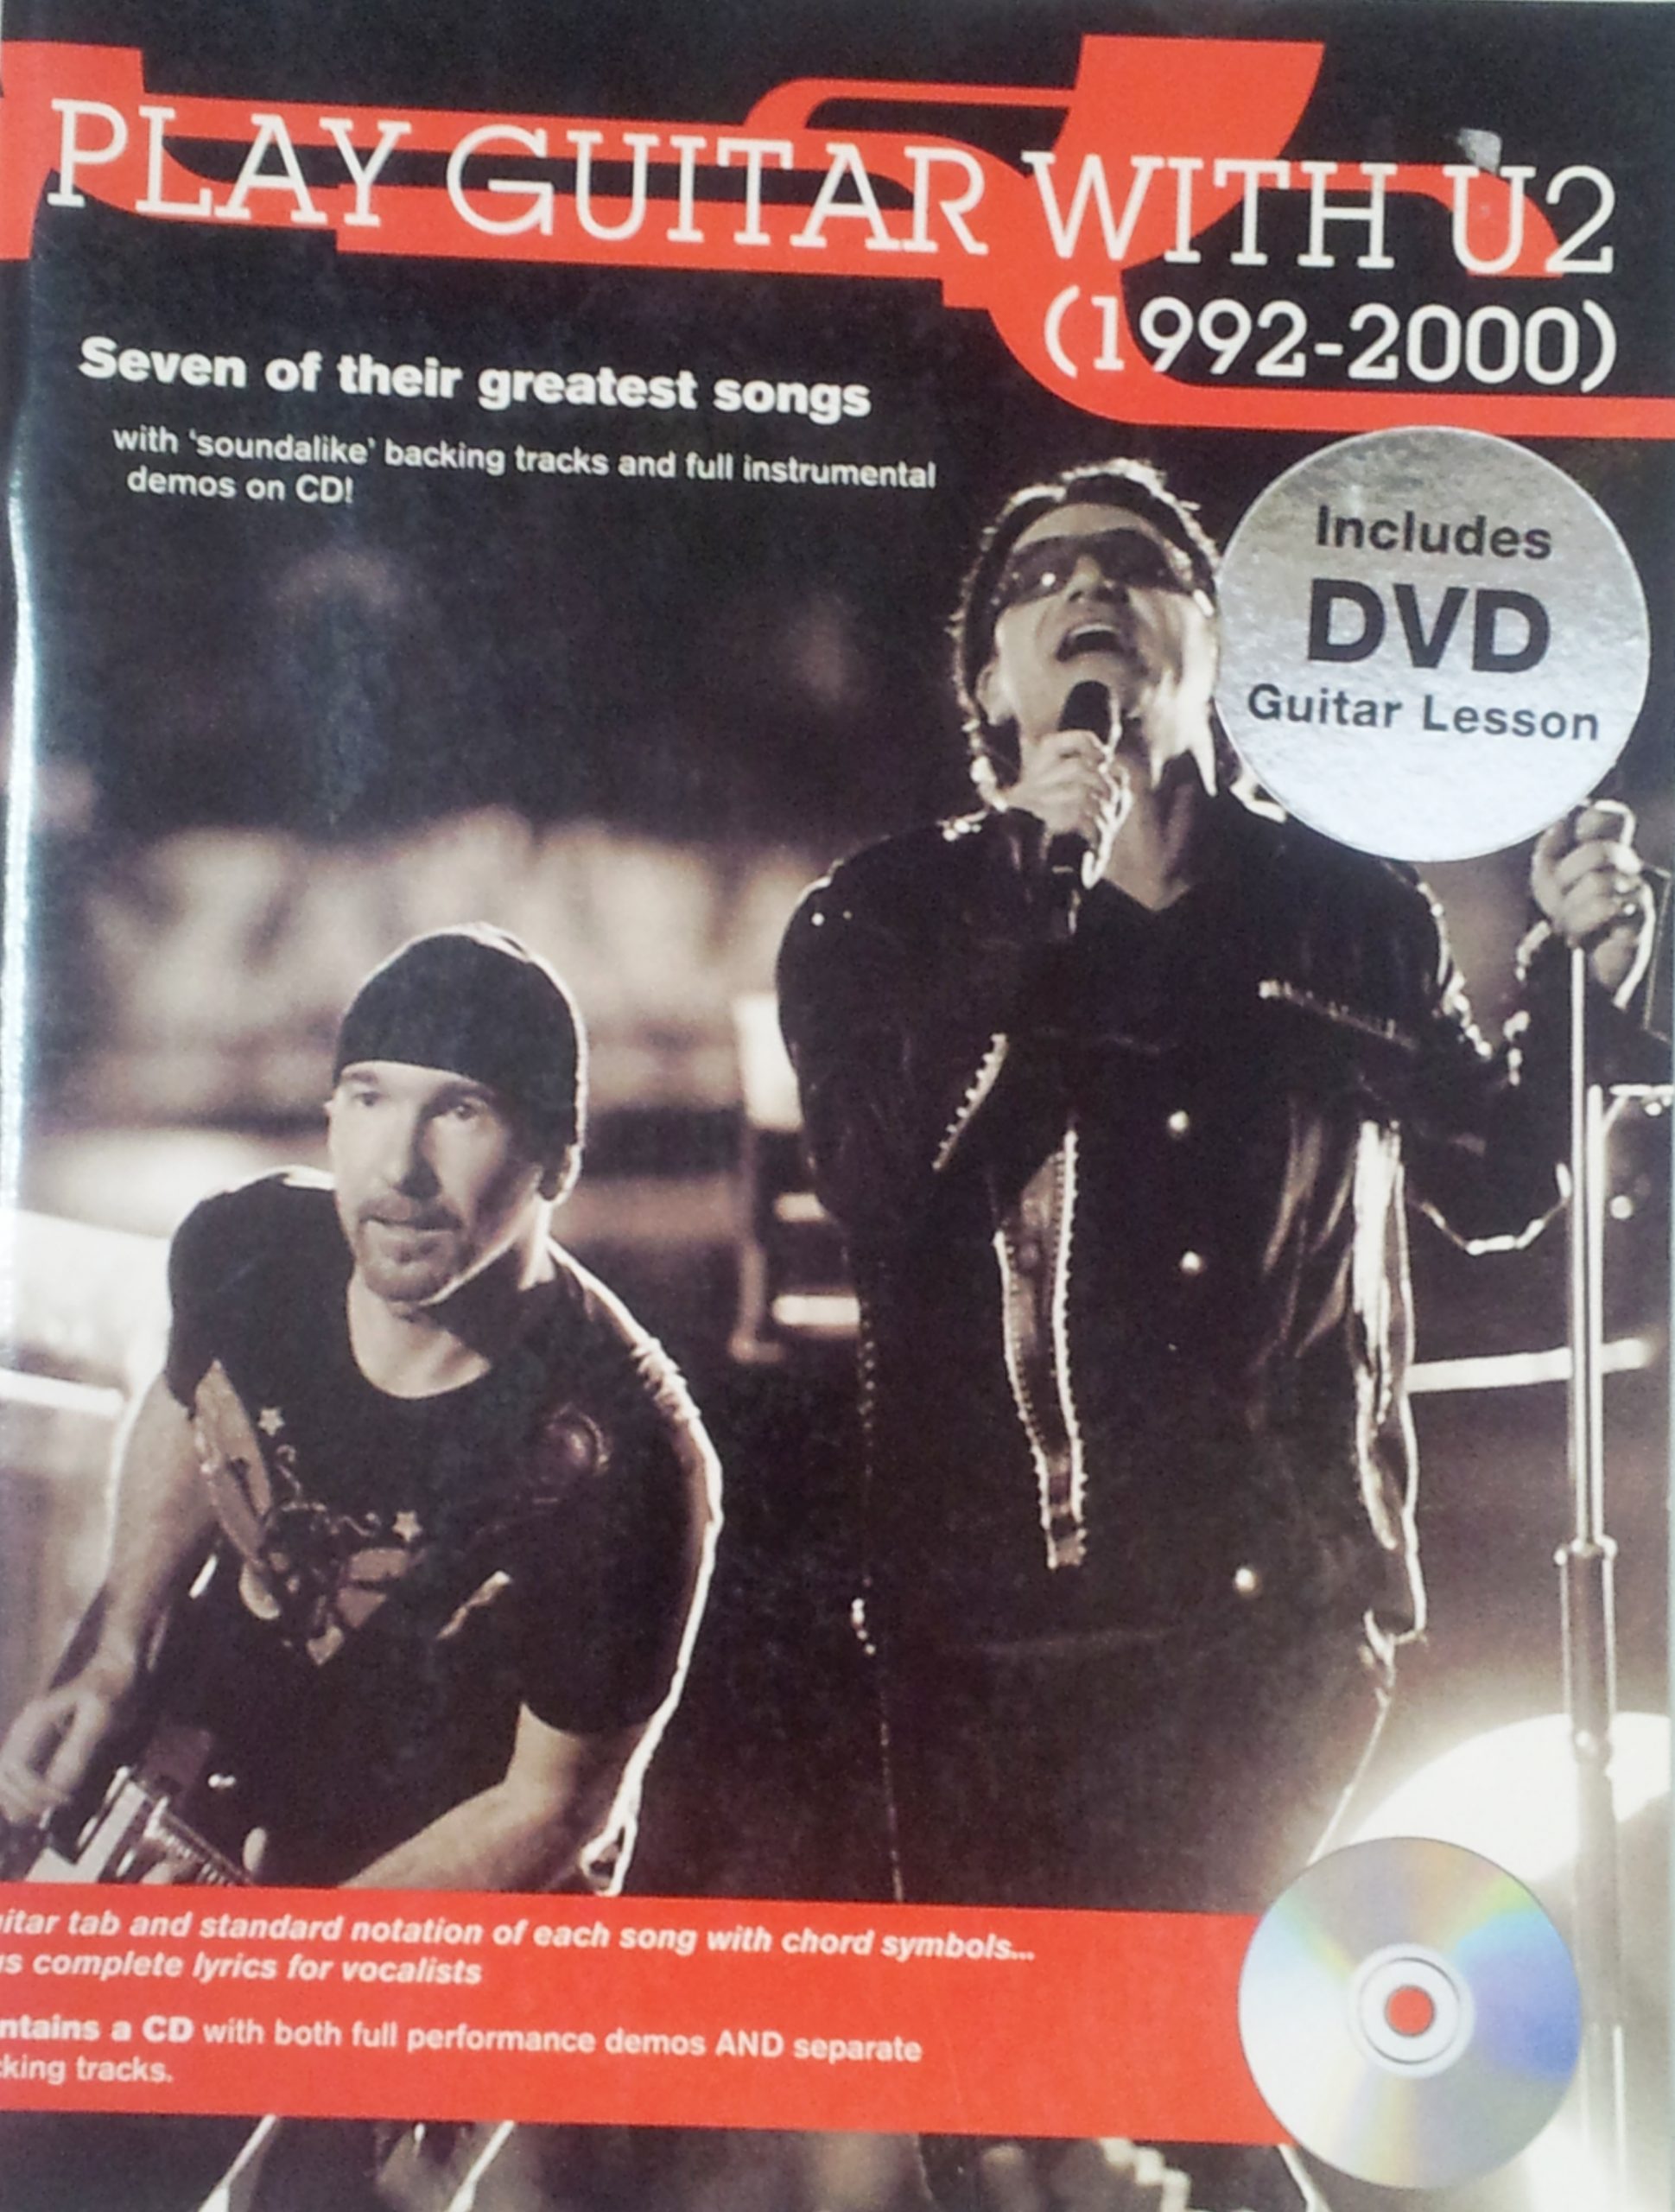 PLAY GUITAR WITH U2
(1992-2000)
Seven of their greatest songs
with 'soundalike' backing tracks and full instrumental
demos on CD!
Includes
DVD
Guitar Lesson
itar tab and standard notation of each song with chord symbols...
s complete lyrics for vocalists
ntains a CD with both full performance demos AND separate
king tracks.